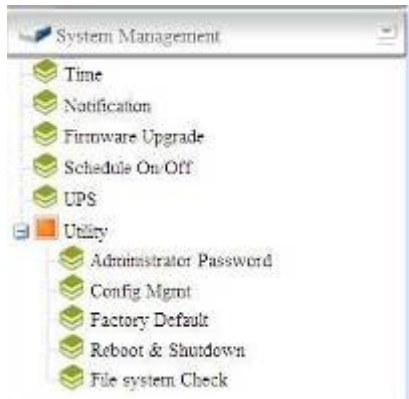 System Management
Time
Notification
Firmware Upgrade
Schedule On/Off
UPS
Utility
Administrator Password
Config Mgmt
Factory Default
Reboot & Shutdown
File system Check